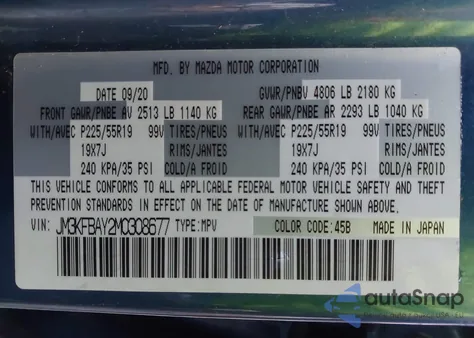 MFD. BY MAZDA MOTOR CORPORATION
DATE 09/20 GVWR/PNBV 4806 LB 2180 KG
FRONT GAWR/PNBE AV 2513 LB 1140 KG REAR GAWR/PNBE AR 2293 LB 1040 KG
WITH/AVEC P225/55R19 99V TIRES/PNEUS WITH/AVEC P225/55R19 99V TIRES/PNEUS
19X7J RIMS/JANTES 19X7J RIMS/JANTES
240 KPA/35 PSI COLD/A FROID 240 KPA/35 PSI COLD/A FROID
THIS VEHICLE CONFORMS TO ALL APPLICABLE FEDERAL MOTOR VEHICLE SAFETY AND THEFT
PREVENTION STANDARDS IN EFFECT ON THE DATE OF MANUFACTURE SHOWN ABOVE.
VIN: JM3KFBAY2M0308677 TYPE:MPV COLOR CODE:45B MADE IN JAPAN
autaSnap